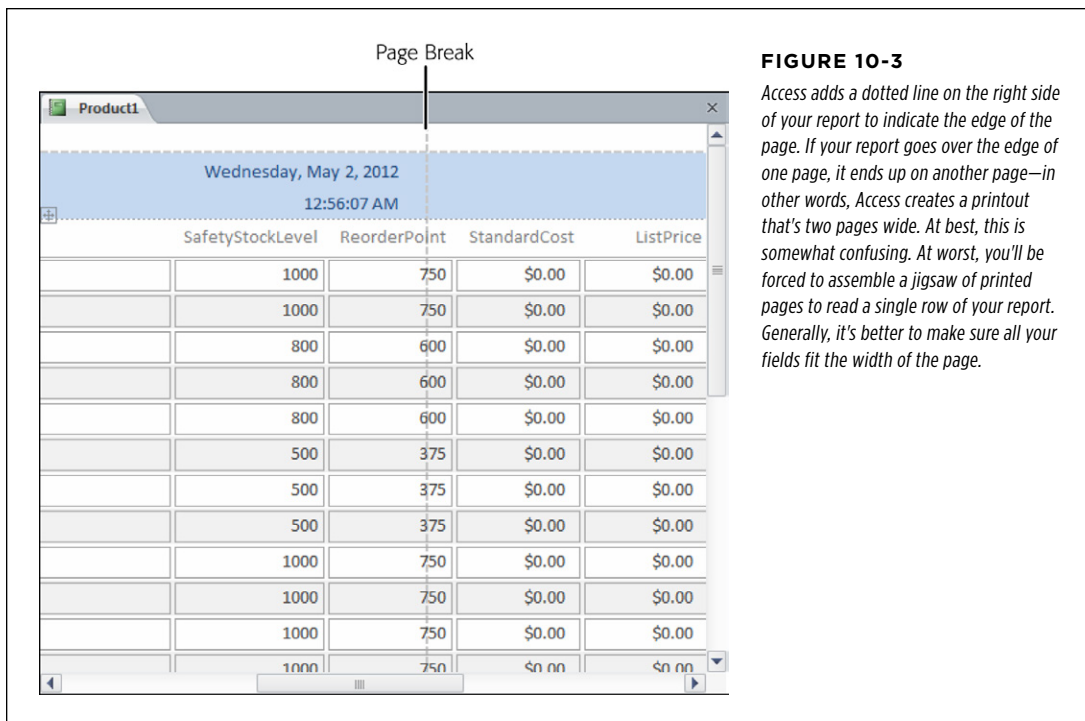 Page Break
Product1
Wednesday, May 2, 2012
12:56:07 AM
SafetyStockLevel ReorderPoint StandardCost ListPrice
1000 750 $0.00 $0.00
1000 750 $0.00 $0.00
800 600 $0.00 $0.00
800 600 $0.00 $0.00
800 600 $0.00 $0.00
500 375 $0.00 $0.00
500 375 $0.00 $0.00
500 375 $0.00 $0.00
1000 750 $0.00 $0.00
1000 750 $0.00 $0.00
1000 750 $0.00 $0.00
1000 750 $0.00 $0.00
FIGURE 10-3
Access adds a dotted line on the right side
of your report to indicate the edge of the
page. If your report goes over the edge of
one page, it ends up on another page—in
other words, Access creates a printout
that's two pages wide. At best, this is
somewhat confusing. At worst, you'll be
forced to assemble a jigsaw of printed
pages to read a single row of your report.
Generally, it's better to make sure all your
fields fit the width of the page.